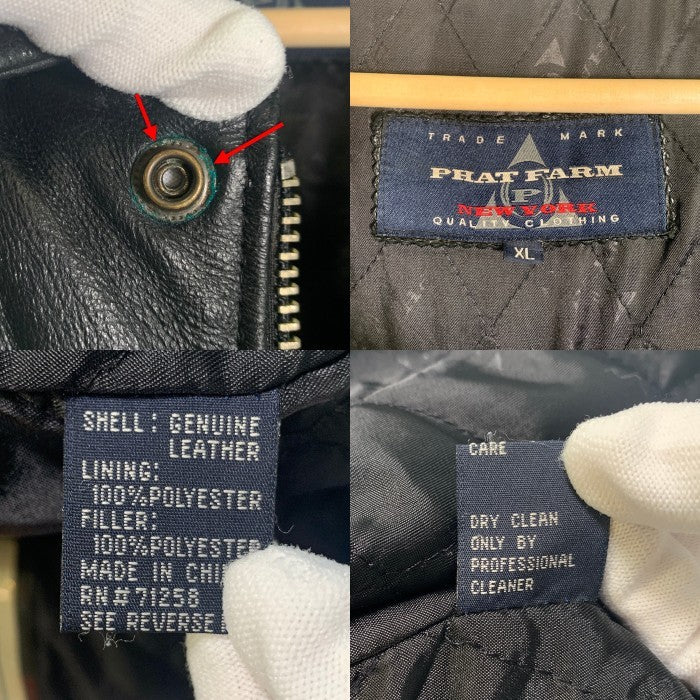 TRADE MARK
PHAT FARM
P
NEW YORK
QUALITY CLOTHING
XL
SHELL: GENUINE
LEATHER
LINING:
100%POLYESTER
FILLER:
100%POLYESTER
MADE IN
RN#71258
SEE REVERSE
CARE
DRY CLEAN
ONLY BY
PROFESSIONAL
CLEANER